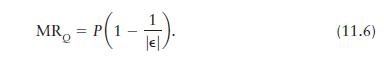 MR_Q = P(1 − 1/|ϵ|). (11.6)